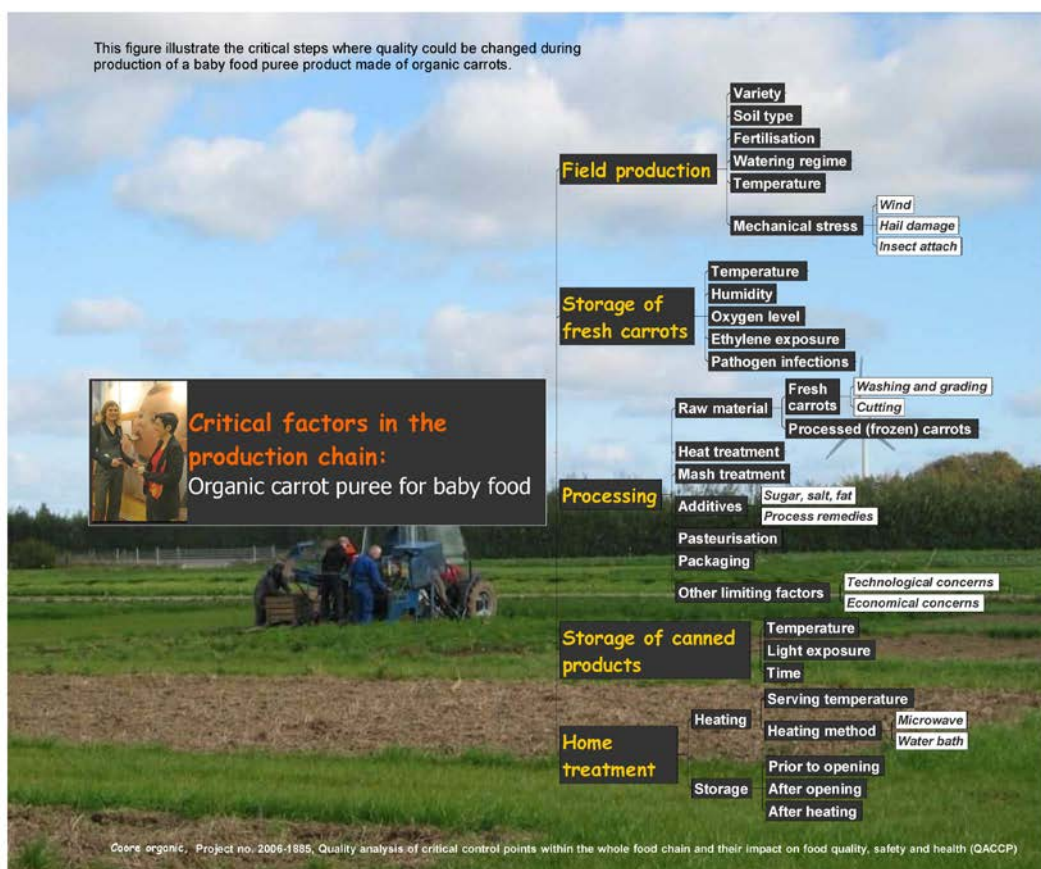 This figure illustrate the critical steps where quality could be changed during
production of a baby food puree product made of organic carrots.
Critical factors in the
production chain:
Organic carrot puree for baby food
Field production
Variety
Soil type
Fertilisation
Watering regime
Temperature
Mechanical stress
Wind
Hail damage
Insect attach
Storage of
fresh carrots
Temperature
Humidity
Oxygen level
Ethylene exposure
Pathogen infections
Processing
Raw material
Fresh
carrots
Washing and grading
Cutting
Processed (frozen) carrots
Heat treatment
Mash treatment
Additives
Sugar, salt, fat
Process remedies
Pasteurisation
Packaging
Other limiting factors
Technological concerns
Economical concerns
Storage of canned
products
Temperature
Light exposure
Time
Home
treatment
Heating
Serving temperature
Heating method
Microwave
Water bath
Storage
Prior to opening
After opening
After heating
Coore organic, Project no. 2006-1885, Quality analysis of critical control points within the whole food chain and their impact on food quality, safety and health (QACCP)